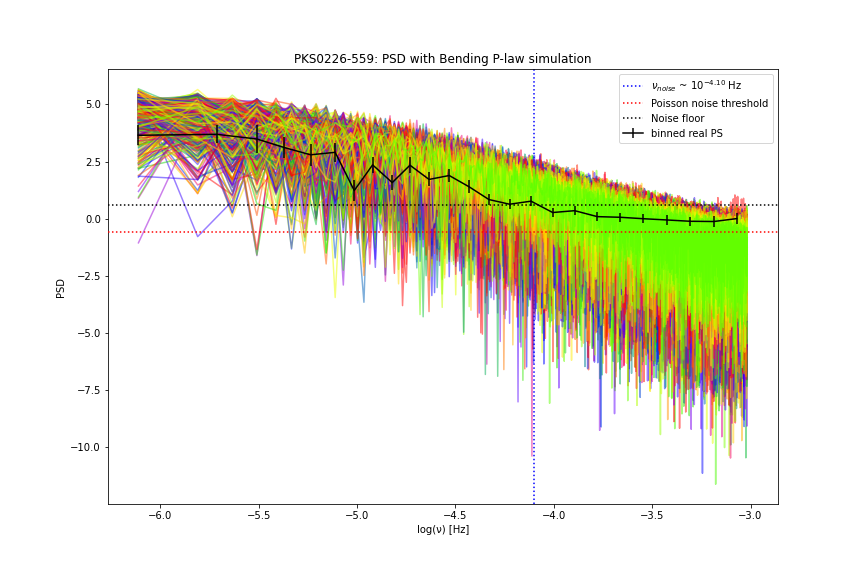 PKS0226-559: PSD with Bending P-law simulation
ν_noise ~ 10^−4.10 Hz
Poisson noise threshold
Noise floor
binned real PS
PSD
5.0
2.5
0.0
−2.5
−5.0
−7.5
−10.0
−6.0 −5.5 −5.0 −4.5 −4.0 −3.5 −3.0
log(ν) [Hz]